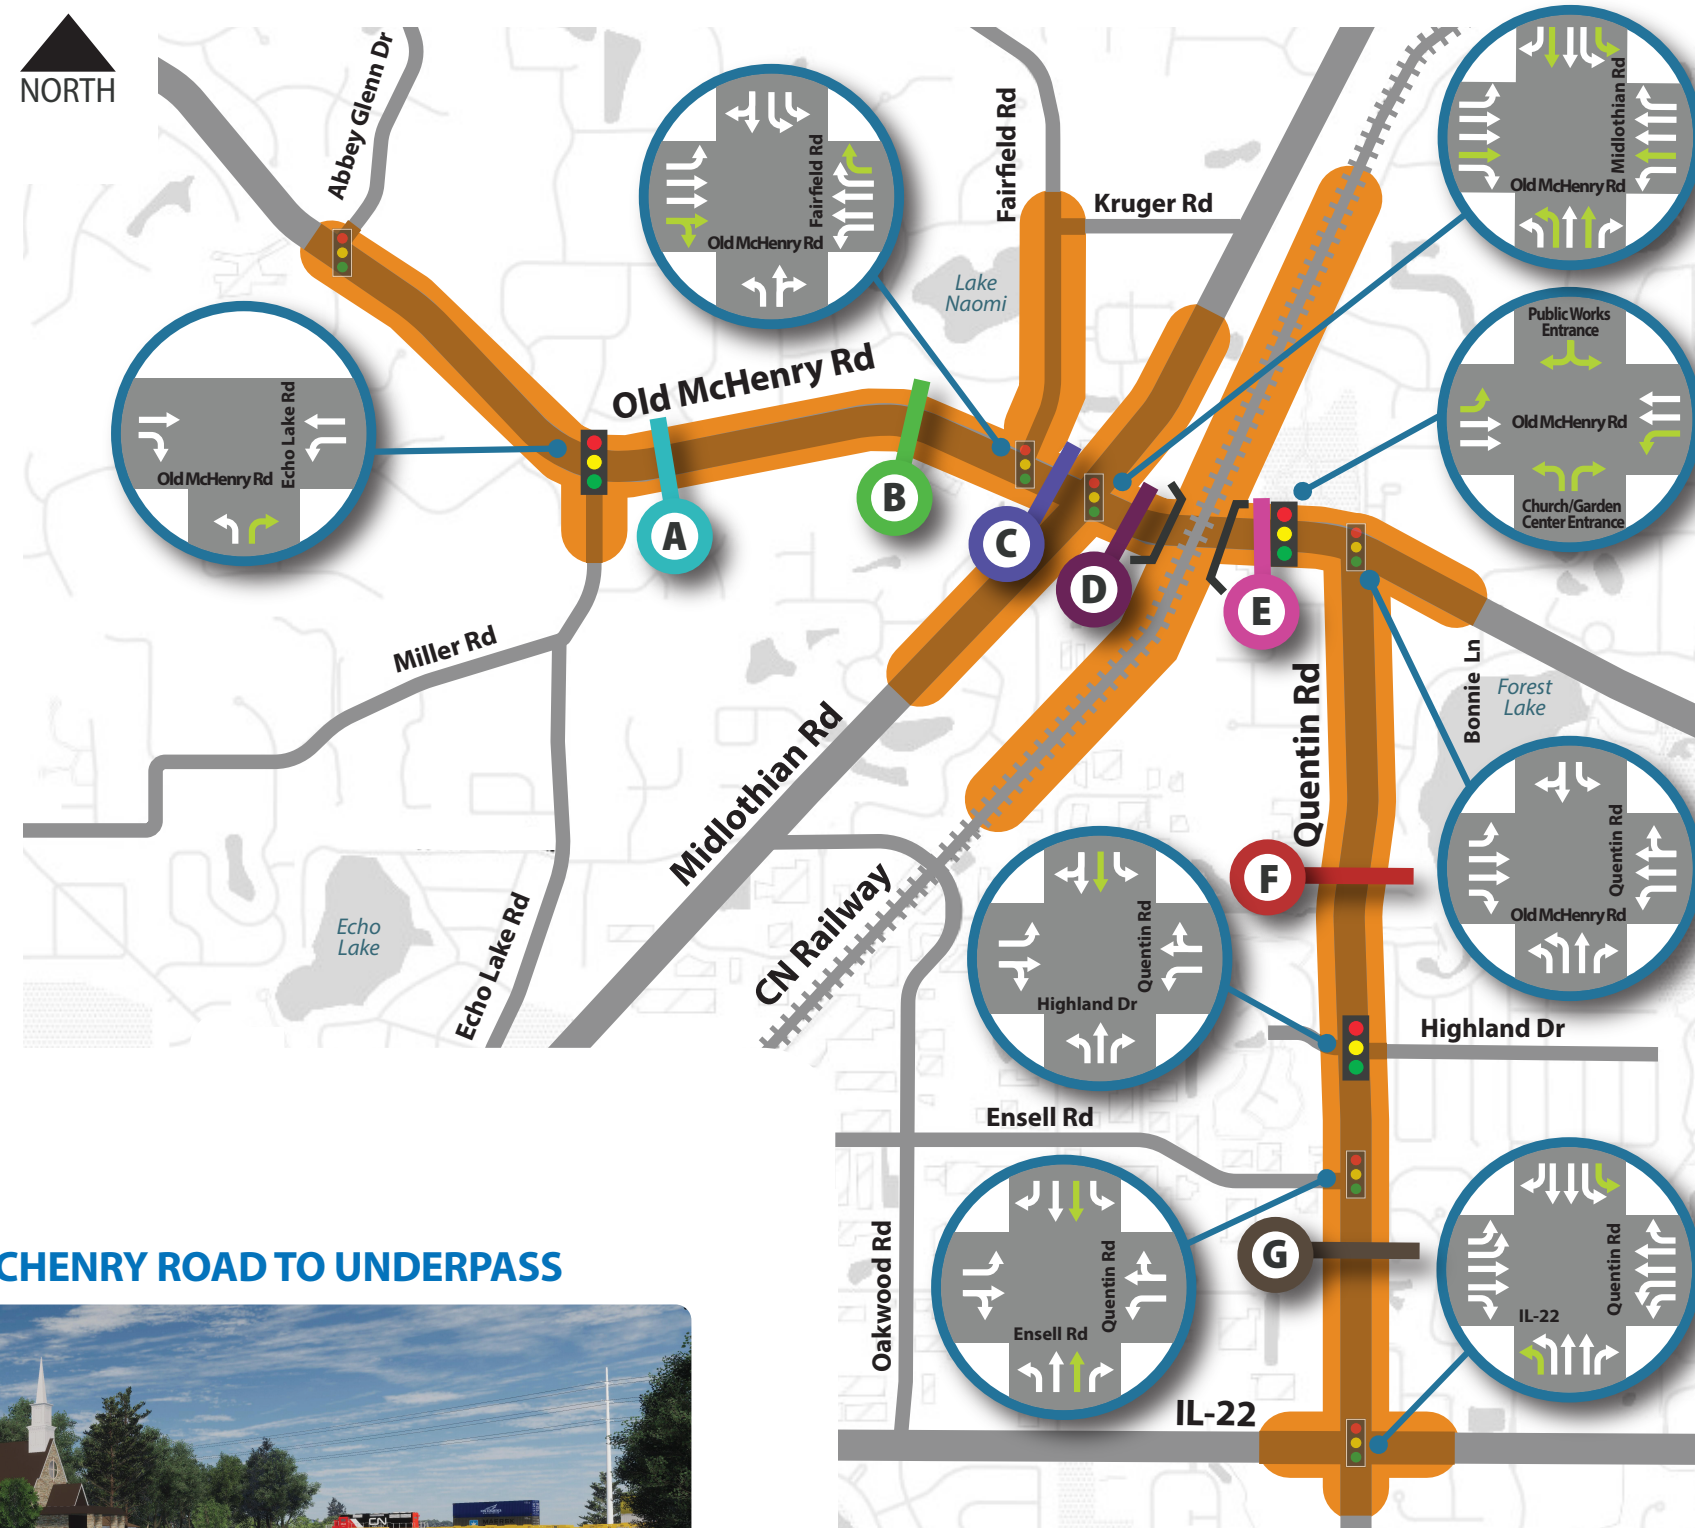 NORTH
Abbey Glenn Dr
Fairfield Rd
Old McHenry Rd
Fairfield Rd
Kruger Rd
Lake
Naomi
Midlothian Rd
Old McHenry Rd
Public Works
Entrance
Old McHenry Rd
Church/Garden
Center Entrance
Echo Lake Rd
Old McHenry Rd
Old McHenry Rd
A
B
C
D
E
Miller Rd
Midlothian Rd
Quentin Rd
Bonnie Ln
Forest
Lake
Quentin Rd
Old McHenry Rd
F
CN Railway
Echo
Lake
Echo Lake Rd
Quentin Rd
Highland Dr
Highland Dr
Ensell Rd
Oakwood Rd
Quentin Rd
Ensell Rd
G
Quentin Rd
IL-22
IL-22
CHENRY ROAD TO UNDERPASS
CN